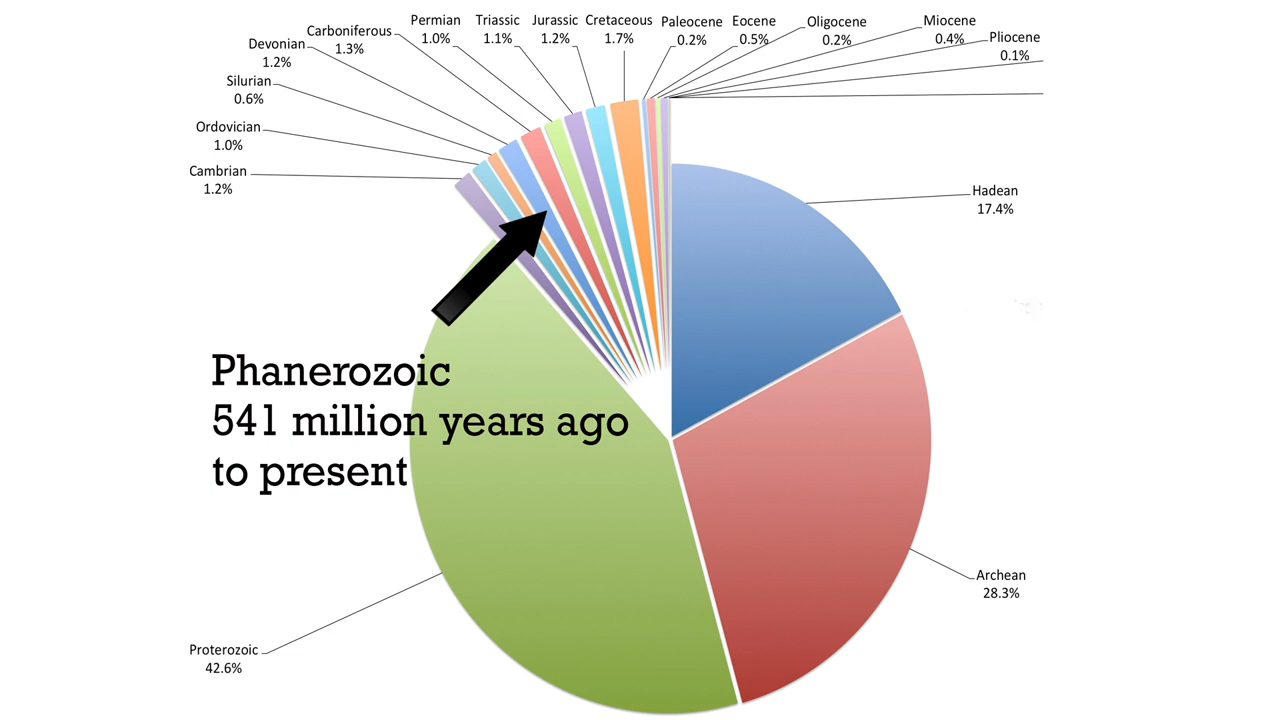 Permian
1.0%
Triassic
1.1%
Jurassic
1.2%
Cretaceous
1.7%
Paleocene
0.2%
Eocene
0.5%
Oligocene
0.2%
Miocene
0.4%
Pliocene
0.1%
Carboniferous
1.3%
Devonian
1.2%
Silurian
0.6%
Ordovician
1.0%
Cambrian
1.2%
Hadean
17.4%
Phanerozoic
541 million years ago
to present
Archean
28.3%
Proterozoic
42.6%